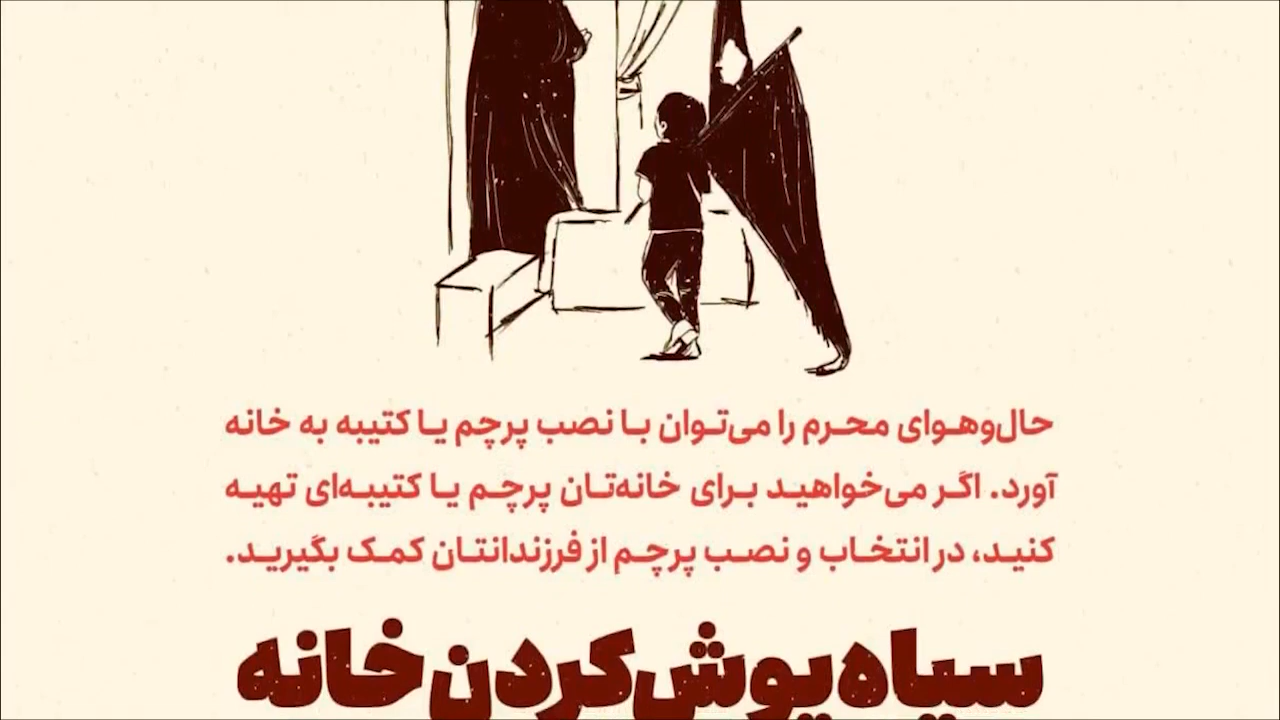 حال‌وهوای محرم را می‌توان با نصب پرچم یا کتیبه به خانه
آورد. اگر می‌خواهید برای خانه‌تان پرچم یا کتیبه‌ای تهیه
کنید، در انتخاب و نصب پرچم از فرزندانتان کمک بگیرید.
سیاه‌پوش‌کردن خانه